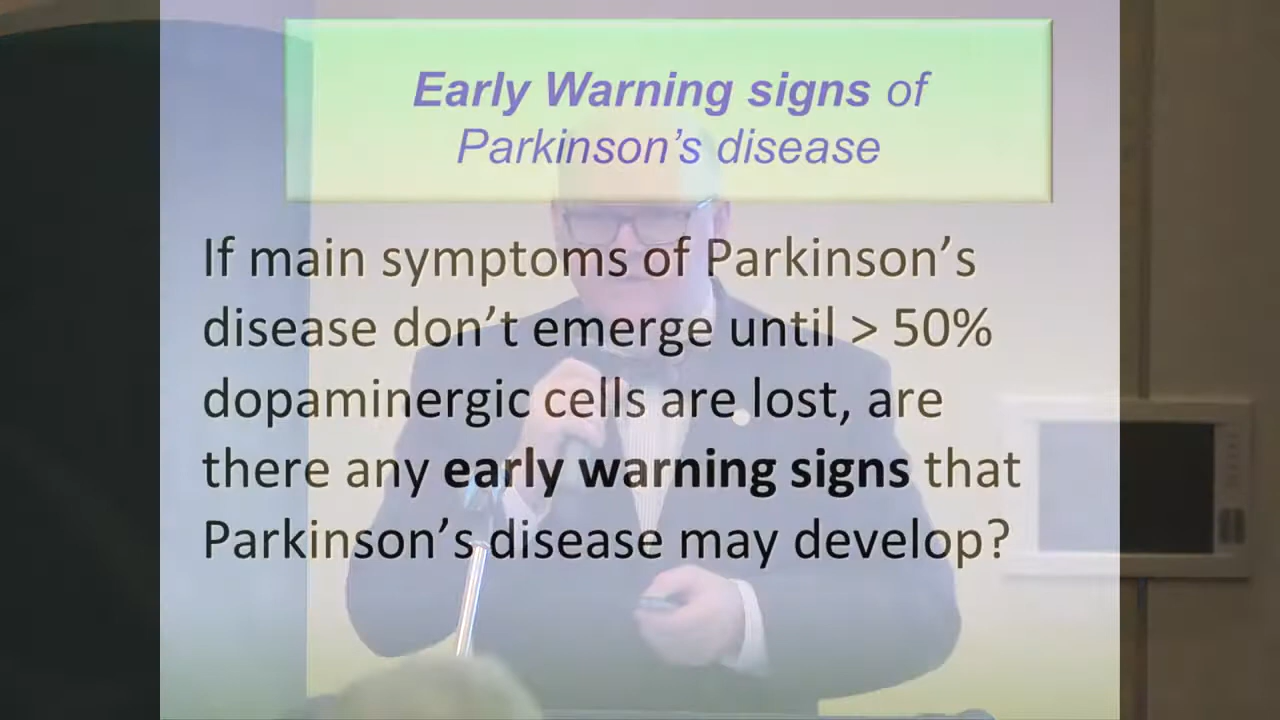 Early Warning signs of
Parkinson’s disease
If main symptoms of Parkinson’s
disease don’t emerge until > 50%
dopaminergic cells are lost, are
there any early warning signs that
Parkinson’s disease may develop?